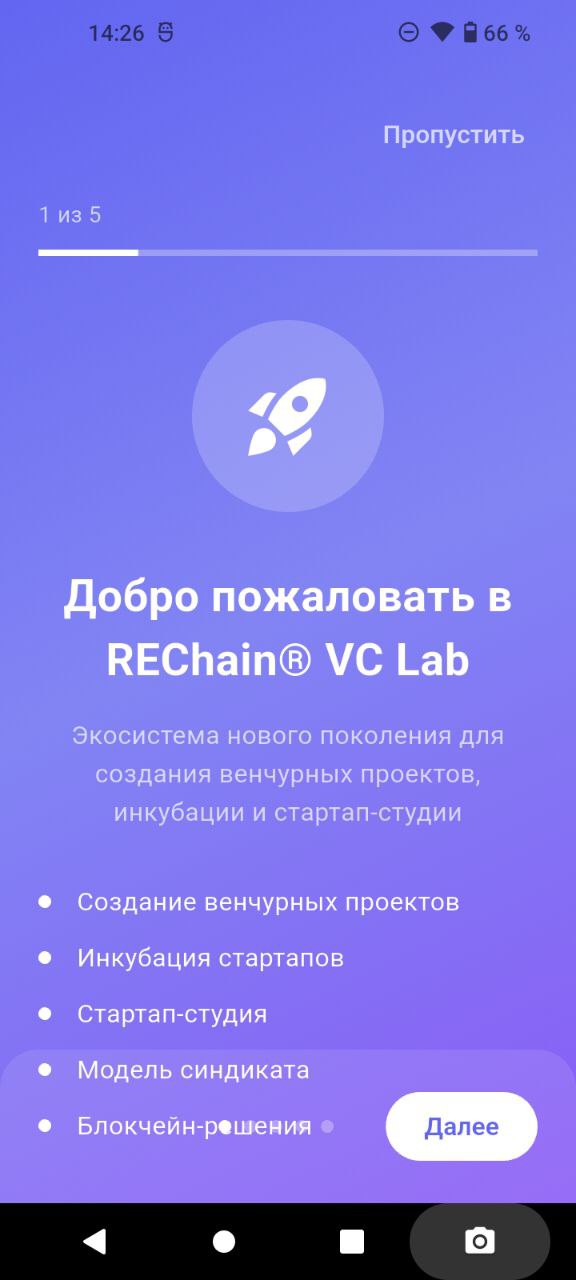 14:26
66 %
Пропустить
1 из 5
Добро пожаловать в
REChain® VC Lab
Экосистема нового поколения для
создания венчурных проектов,
инкубации и стартап-студии
Создание венчурных проектов
Инкубация стартапов
Стартап-студия
Модель синдиката
Блокчейн-решения
Далее